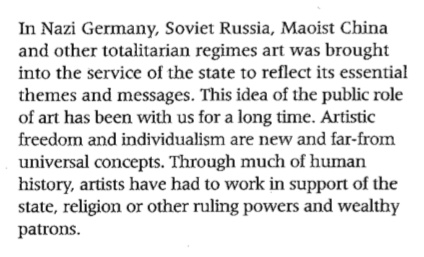 In Nazi Germany, Soviet Russia, Maoist China
and other totalitarian regimes art was brought
into the service of the state to reflect its essential
themes and messages. This idea of the public role
of art has been with us for a long time. Artistic
freedom and individualism are new and far-from
universal concepts. Through much of human
history, artists have had to work in support of the
state, religion or other ruling powers and wealthy
patrons.